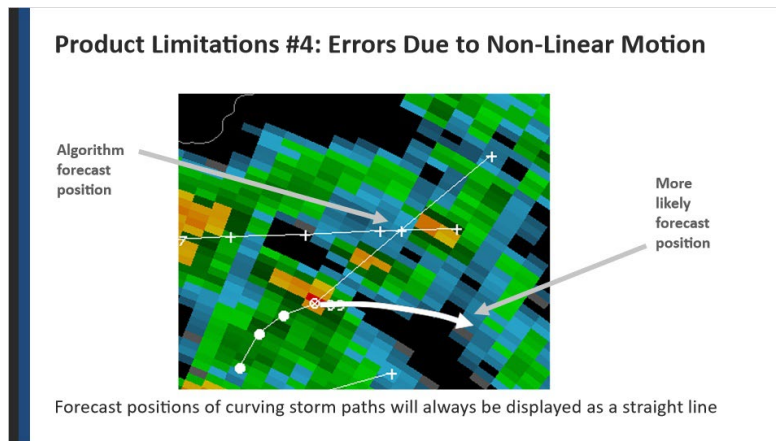 Product Limitations #4: Errors Due to Non-Linear Motion
Algorithm
forecast
position
More
likely
forecast
position
7
Forecast positions of curving storm paths will always be displayed as a straight line